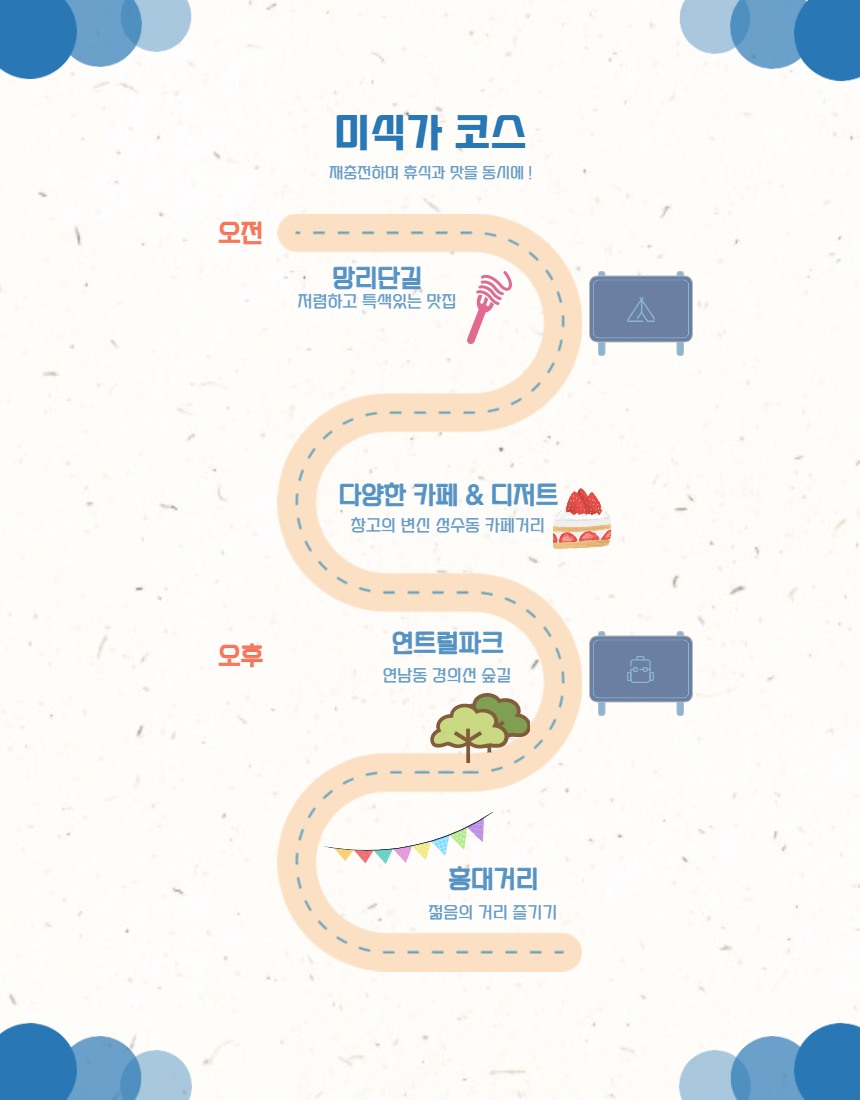 미식가 코스
재충전하며 휴식과 맛을 동시에 !
오전
망리단길
저렴하고 특색있는 맛집
다양한 카페 & 디저트
창고의 변신 성수동 카페거리
연트럴파크
오후
연남동 경의선 숲길
홍대거리
젊음의 거리 즐기기